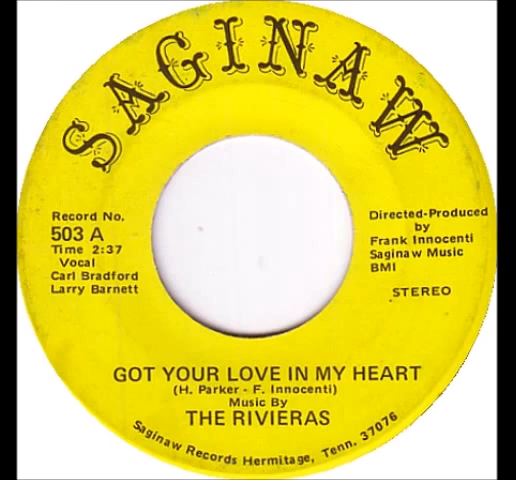 SAGINAW
Record No.
503 A
Time 2:37
Vocal
Carl Bradford
Larry Barnett
Directed-Produced
by
Frank Innocenti
Saginaw Music
BMI
STEREO
GOT YOUR LOVE IN MY HEART
(H. Parker - F. Innocenti)
Music By
THE RIVIERAS
Saginaw Records Hermitage, Tenn. 37076